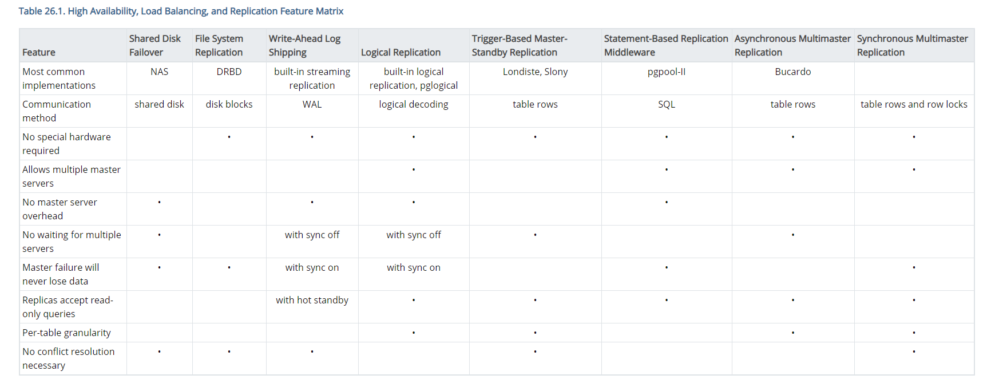 Table 26.1. High Availability, Load Balancing, and Replication Feature Matrix
Feature
Shared Disk
Failover
File System
Replication
Write-Ahead Log
Shipping
Logical Replication
Trigger-Based Master-
Standby Replication
Statement-Based Replication
Middleware
Asynchronous Multimaster
Replication
Synchronous Multimaster
Replication
Most common
implementations
NAS
DRBD
built-in streaming
replication
built-in logical
replication, pglogical
Londiste, Slony
pgpool-II
Bucardo
Communication
method
shared disk
disk blocks
WAL
logical decoding
table rows
SQL
table rows
table rows and row locks
No special hardware
required
•
•
•
•
•
•
•
Allows multiple master
servers
•
•
•
•
No master server
overhead
•
•
•
•
No waiting for multiple
servers
•
with sync off
with sync off
•
•
Master failure will
never lose data
•
•
with sync on
with sync on
•
•
Replicas accept read-
only queries
with hot standby
•
•
•
•
•
Per-table granularity
•
•
•
•
No conflict resolution
necessary
•
•
•
•
•